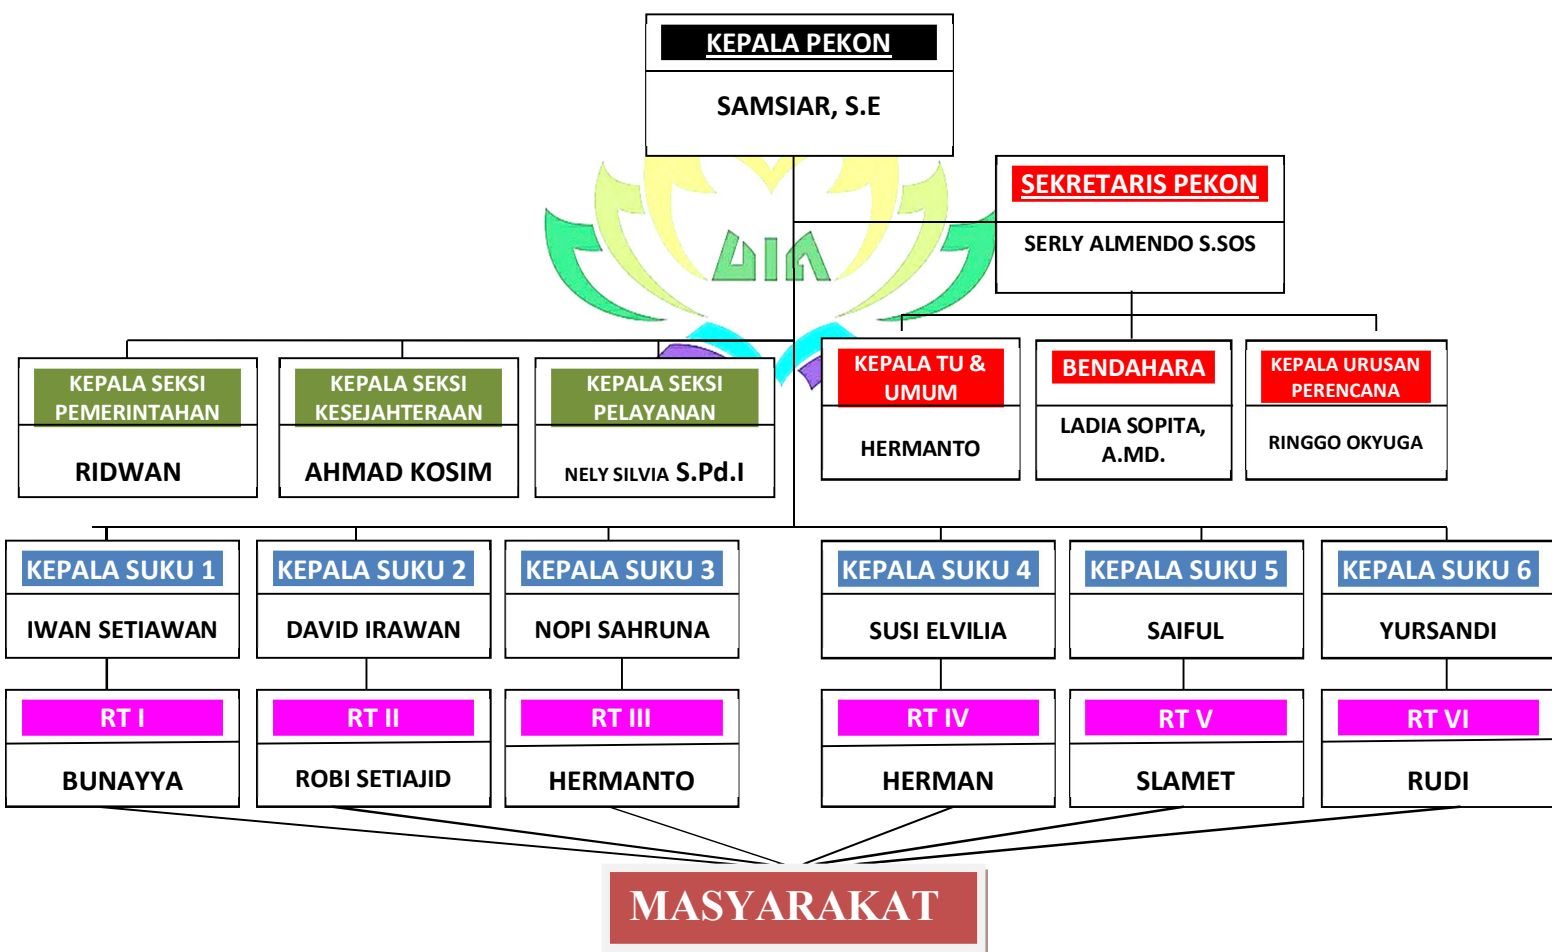 KEPALA PEKON
SAMSIAR, S.E
SEKRETARIS PEKON
SERLY ALMENDO S.SOS
UIN
KEPALA SEKSI
PEMERINTAHAN
RIDWAN
KEPALA SEKSI
KESEJAHTERAAN
AHMAD KOSIM
KEPALA SEKSI
PELAYANAN
NELY SILVIA S.Pd.I
KEPALA TU &
UMUM
HERMANTO
BENDAHARA
LADIA SOPITA,
A.MD.
KEPALA URUSAN
PERENCANA
RINGGO OKYUGA
KEPALA SUKU 1
IWAN SETIAWAN
KEPALA SUKU 2
DAVID IRAWAN
KEPALA SUKU 3
NOPI SAHRUNA
KEPALA SUKU 4
SUSI ELVILIA
KEPALA SUKU 5
SAIFUL
KEPALA SUKU 6
YURSANDI
RT I
BUNAYYA
RT II
ROBI SETIAJID
RT III
HERMANTO
RT IV
HERMAN
RT V
SLAMET
RT VI
RUDI
MASYARAKAT